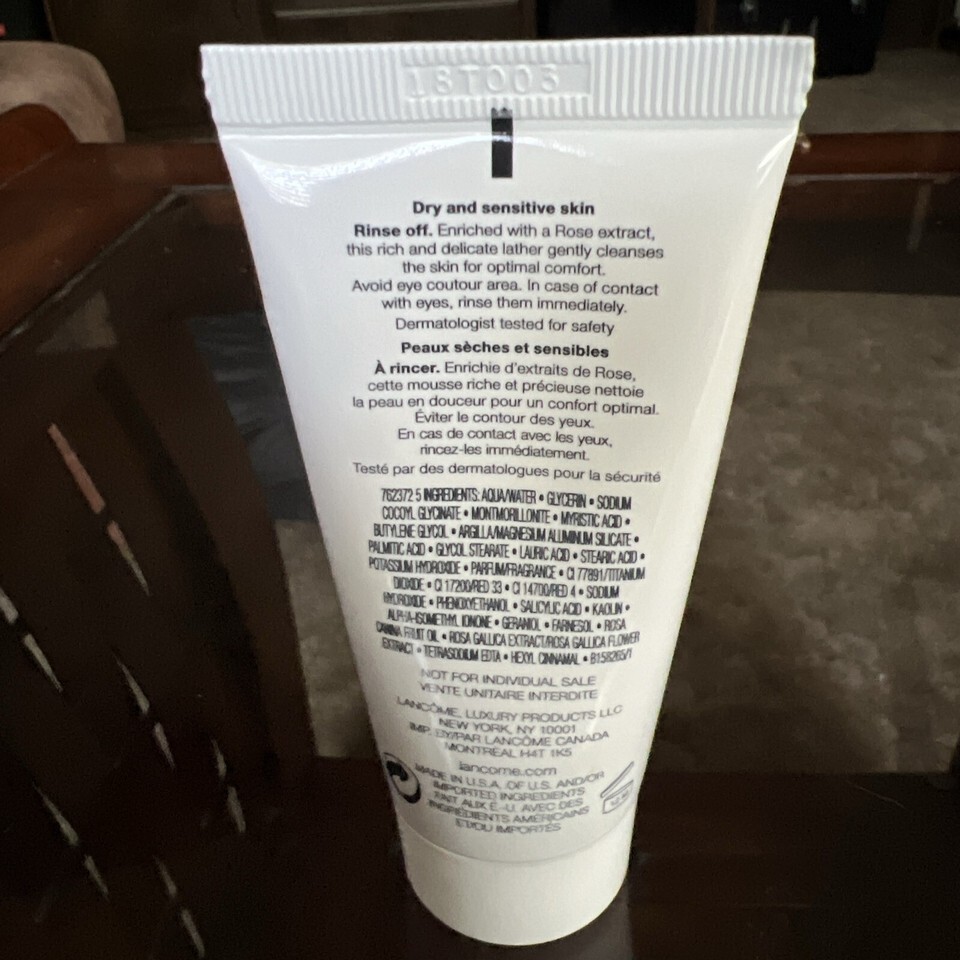 18T003
Dry and sensitive skin
Rinse off. Enriched with a Rose extract,
this rich and delicate lather gently cleanses
the skin for optimal comfort.
Avoid eye coutour area. In case of contact
with eyes, rinse them immediately.
Dermatologist tested for safety
Peaux sèches et sensibles
À rincer. Enrichie d'extraits de Rose,
cette mousse riche et précieuse nettoie
la peau en douceur pour un confort optimal.
Éviter le contour des yeux.
En cas de contact avec les yeux,
rincez-les immédiatement.
Testé par des dermatologues pour la sécurité
762372 5 INGREDIENTS: AQUA/WATER • GLYCERIN • SODIUM
COCOYL GLYCINATE • MONTMORILLONITE • MYRISTIC ACID •
BUTYLENE GLYCOL • ARGILLA/MAGNESIUM ALUMINUM SILICATE •
PALMITIC ACID • GLYCOL STEARATE • LAURIC ACID • STEARIC ACID •
POTASSIUM HYDROXIDE • PARFUM/FRAGRANCE • CI 77891/TITANIUM
DIOXIDE • CI 17200/RED 33 • CI 14700/RED 4 • SODIUM
HYDROXIDE • PHENOXYETHANOL • SALICYLIC ACID • KAOLIN •
ALPHA-ISOMETHYL IONONE • GERANIOL • FARNESOL • ROSA
CANINA FRUIT OIL • ROSA GALLICA EXTRACT/ROSA GALLICA FLOWER
EXTRACT • TETRASODIUM EDTA • HEXYL CINNAMAL • B158265/1
NOT FOR INDIVIDUAL SALE
VENTE UNITAIRE INTERDITE
LANCÔME, LUXURY PRODUCTS LLC
NEW YORK, NY 10001
IMP. BY/PAR LANCÔME CANADA
MONTRÉAL H4T 1K5
lancome.com
MADE IN U.S.A. OF U.S. AND/OR
IMPORTED INGREDIENTS
FAIT AUX É.-U. AVEC DES
INGRÉDIENTS AMÉRICAINS
ET/OU IMPORTÉS